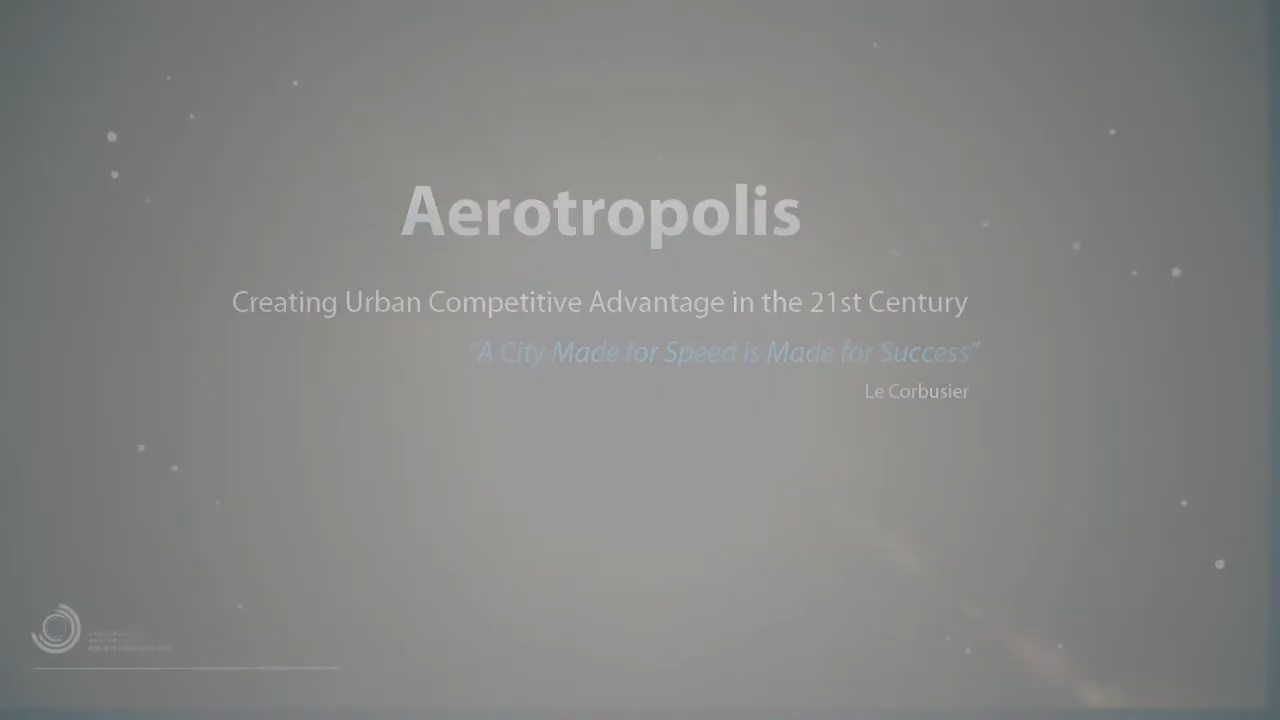 Aerotropolis
Creating Urban Competitive Advantage in the 21st Century
"A City Made for Speed is Made for Success"
Le Corbusier